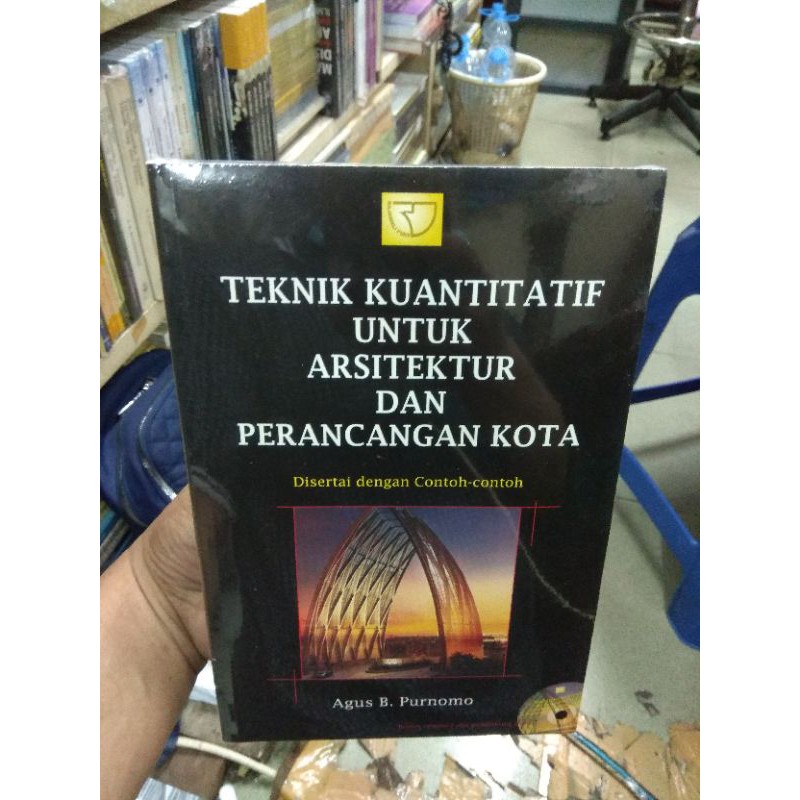 TEKNIK KUANTITATIF
UNTUK
ARSITEKTUR
DAN
PERANCANGAN KOTA
Disertai dengan Contoh-contoh
Agus B. Purnomo